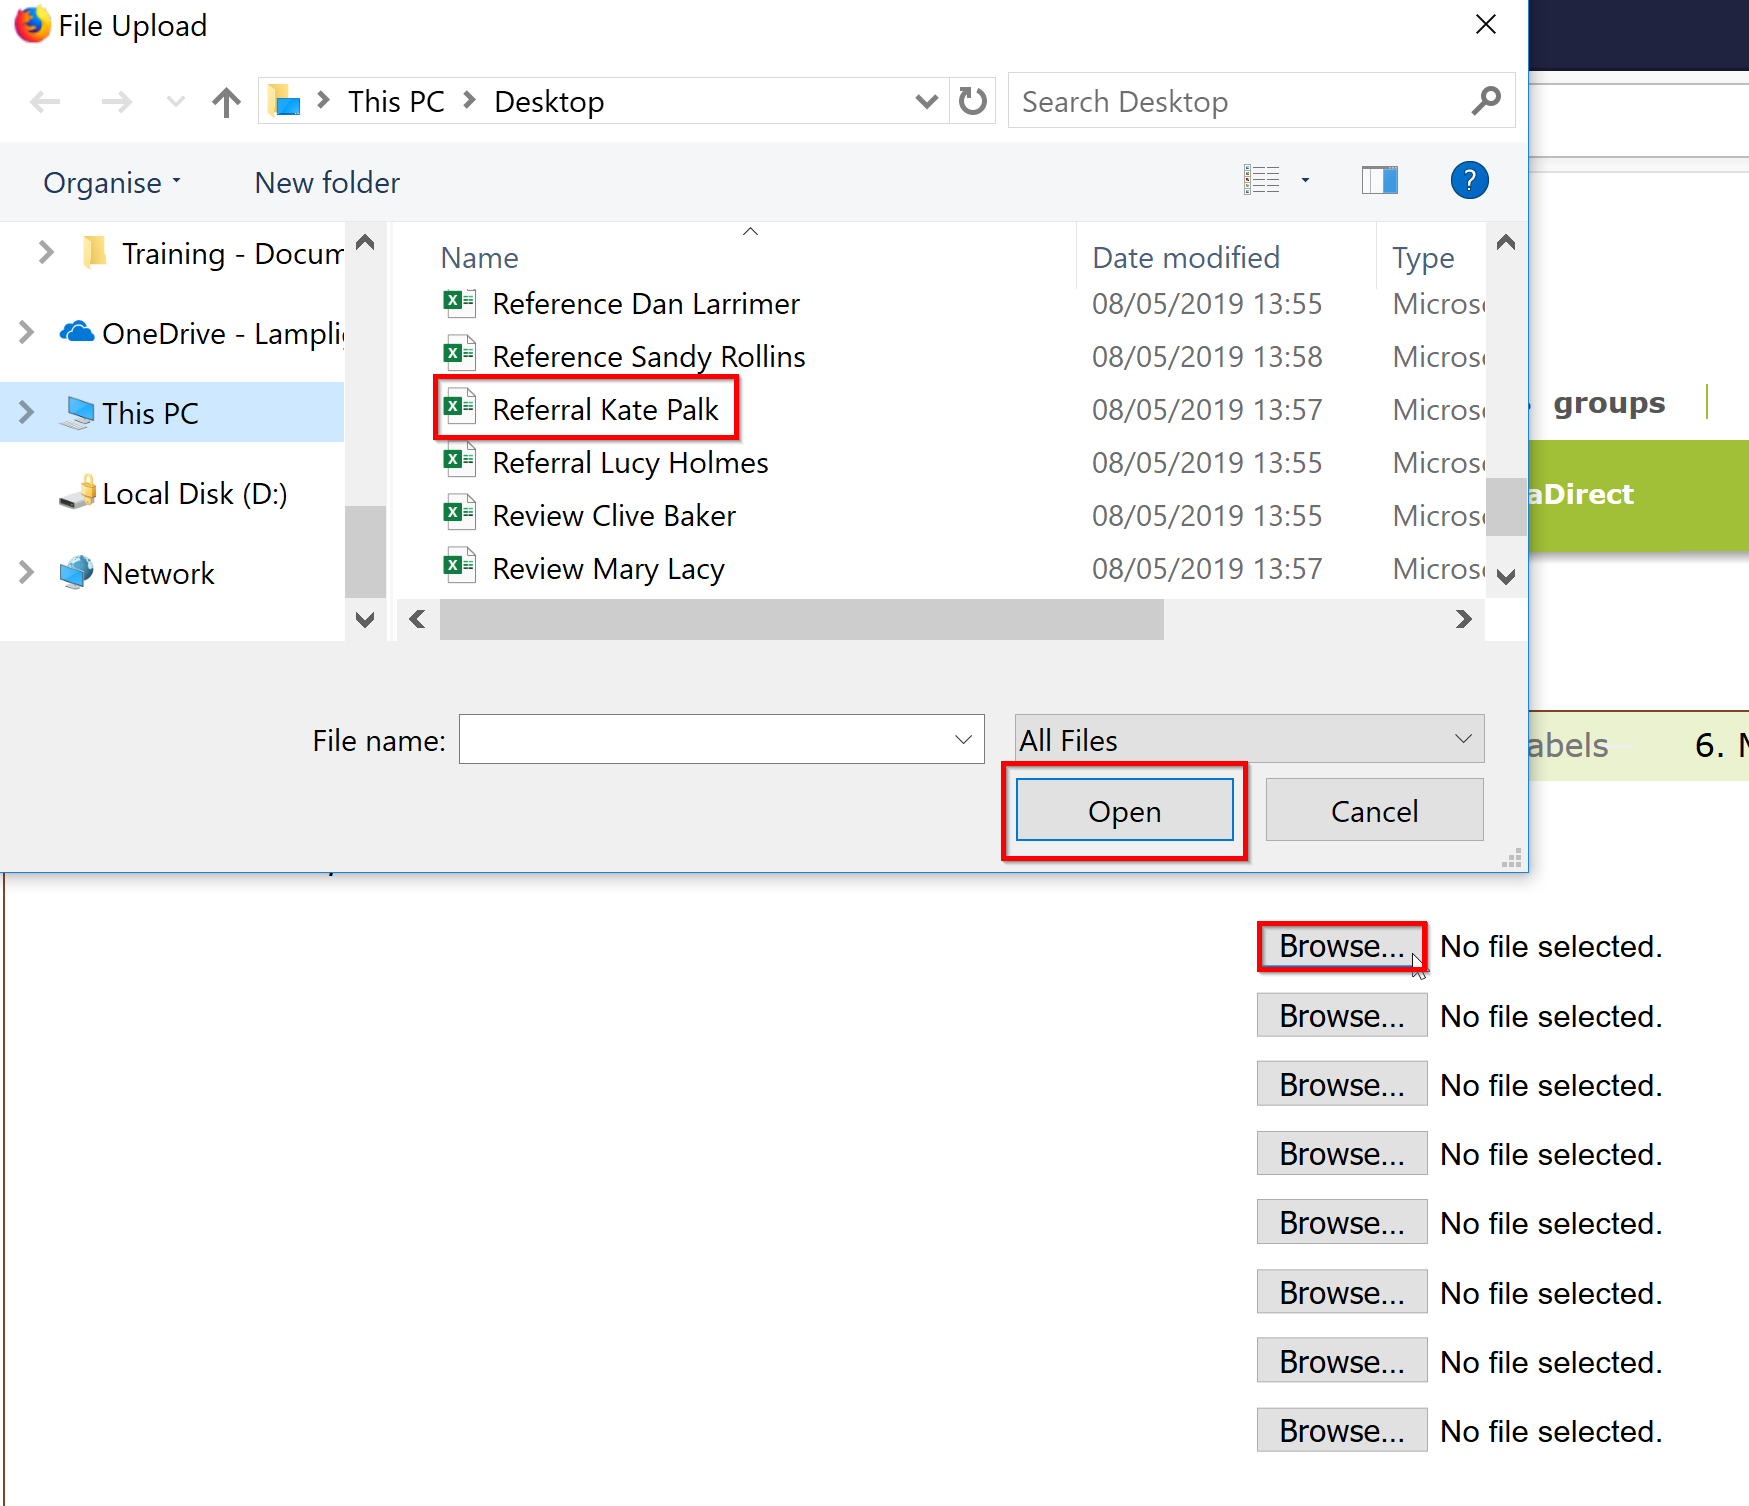 File Upload
This PC Desktop
Search Desktop
Organise New folder
?
Training - Docum
OneDrive - Lampli
This PC
Local Disk (D:)
Network
Name Date modified Type
Reference Dan Larrimer 08/05/2019 13:55 Micros
Reference Sandy Rollins 08/05/2019 13:58 Micros
Referral Kate Palk 08/05/2019 13:57 Micros
Referral Lucy Holmes 08/05/2019 13:55 Micros
Review Clive Baker 08/05/2019 13:55 Micros
Review Mary Lacy 08/05/2019 13:57 Micros
groups
aDirect
File name: All Files
abels 6.
Open Cancel
Browse... No file selected.
Browse... No file selected.
Browse... No file selected.
Browse... No file selected.
Browse... No file selected.
Browse... No file selected.
Browse... No file selected.
Browse... No file selected.